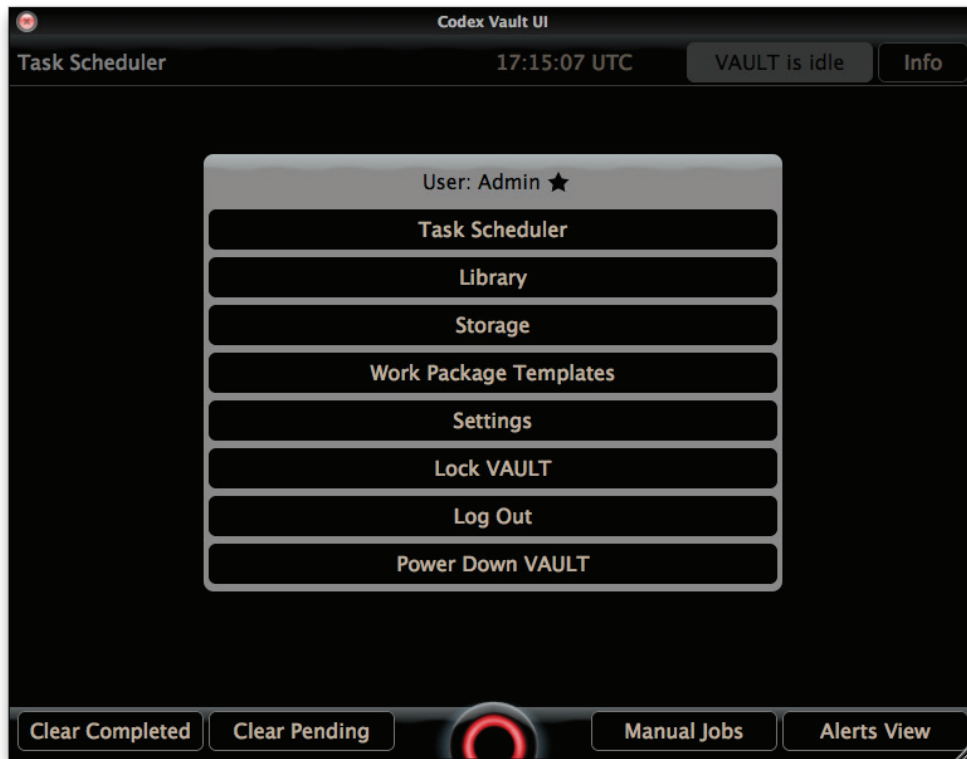 Codex Vault UI
Task Scheduler 17:15:07 UTC VAULT is idle Info
User: Admin ★
Task Scheduler
Library
Storage
Work Package Templates
Settings
Lock VAULT
Log Out
Power Down VAULT
Clear Completed Clear Pending Manual Jobs Alerts View